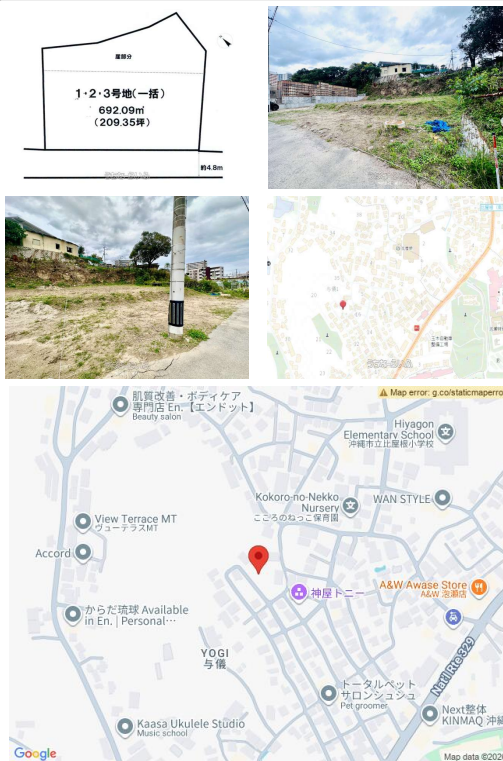 崖部分
1・2・3号地(一括)
692.09㎡
(209.35坪)
約4.8m
Map error: g.co/staticmaperro
肌質改善・ボディケア
専門店 En.【エンドット】
Beauty salon
Hiyagon
Elementary School
沖縄市立比屋根小学校
Kokoro-no-Nekko
Nursery
こころのねっこ保育園
WAN STYLE
View Terrace MT
ヴューテラスMT
Accord
神屋トニー
A&W Awase Store
A&W 泡瀬店
からだ琉球 Available
in En. | Personal…
YOGI
与儀
Nat'l Rte 329
トータルペット
サロンシュシュ
Pet groomer
Next整体
KINMAQ 沖縄
Kaasa Ukulele Studio
Music school
Google
Map data ©202